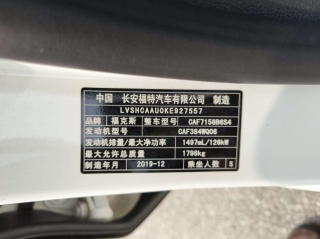 中国 长安福特汽车有限公司 制造
LVSHCAAU0KE927557
品牌 福克斯 整车型号 CAF7158B6S4
发动机型号 CAF384WQ06
发动机排量/最大净功率 1497mL/126kW
最大允许总质量 1798kg
制造年月 2019-12 乘坐人数 5